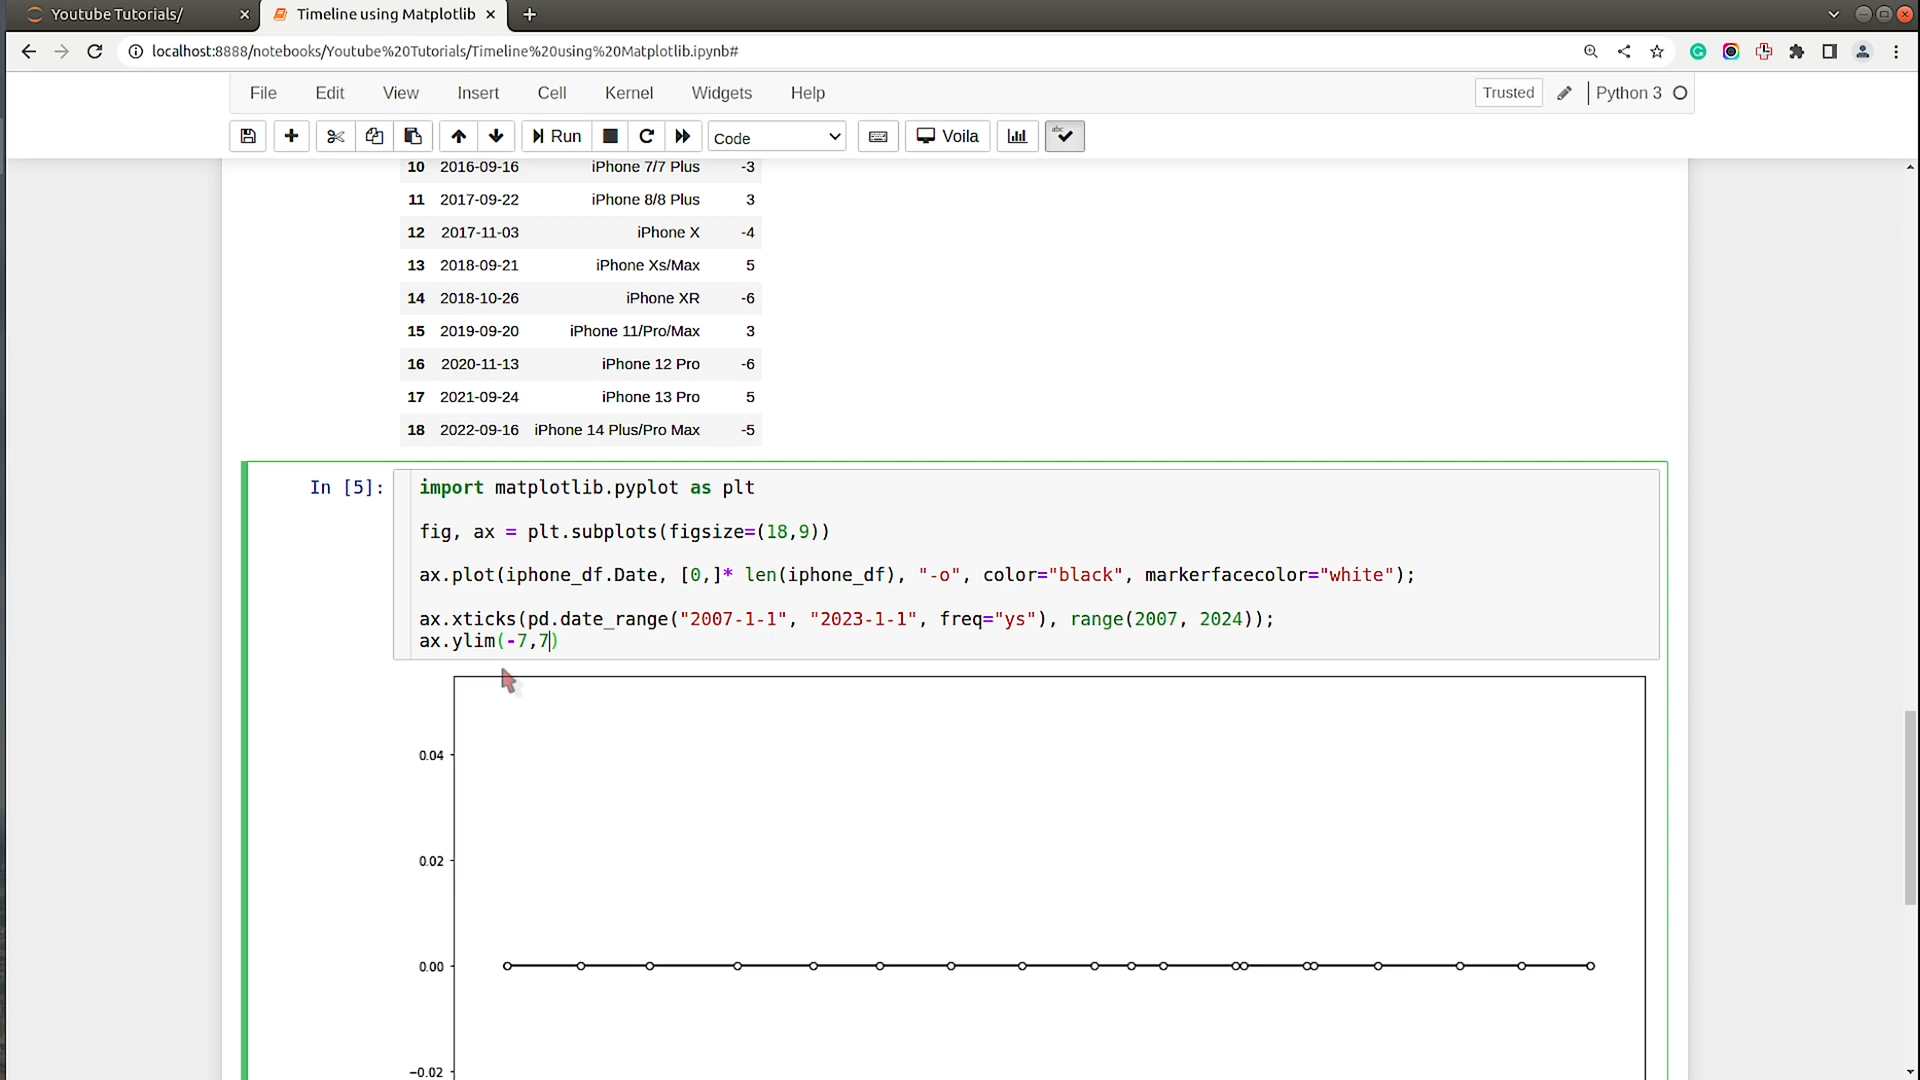 Youtube Tutorials/
Timeline using Matplotlib
localhost:8888/notebooks/Youtube%20Tutorials/Timeline%20using%20Matplotlib.ipynb#
File Edit View Insert Cell Kernel Widgets Help Trusted Python 3
Run Code Voila abc
10 2016-09-16 iPhone 7/7 Plus -3
11 2017-09-22 iPhone 8/8 Plus 3
12 2017-11-03 iPhone X -4
13 2018-09-21 iPhone Xs/Max 5
14 2018-10-26 iPhone XR -6
15 2019-09-20 iPhone 11/Pro/Max 3
16 2020-11-13 iPhone 12 Pro -6
17 2021-09-24 iPhone 13 Pro 5
18 2022-09-16 iPhone 14 Plus/Pro Max -5
In [5]: import matplotlib.pyplot as plt
fig, ax = plt.subplots(figsize=(18,9))
ax.plot(iphone_df.Date, [0,]* len(iphone_df), "-o", color="black", markerfacecolor="white");
ax.xticks(pd.date_range("2007-1-1", "2023-1-1", freq="ys"), range(2007, 2024));
ax.ylim(-7,7)
0.04
0.02
0.00
−0.02